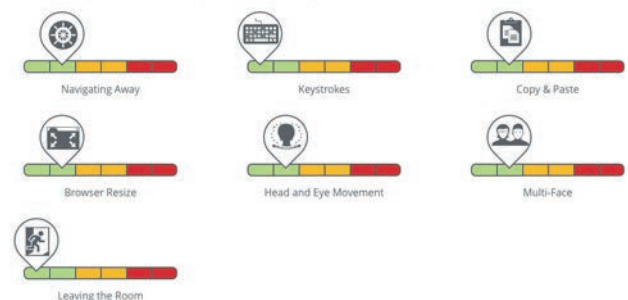 Navigating Away
Keystrokes
Copy & Paste
Browser Resize
Head and Eye Movement
Multi-Face
Leaving the Room